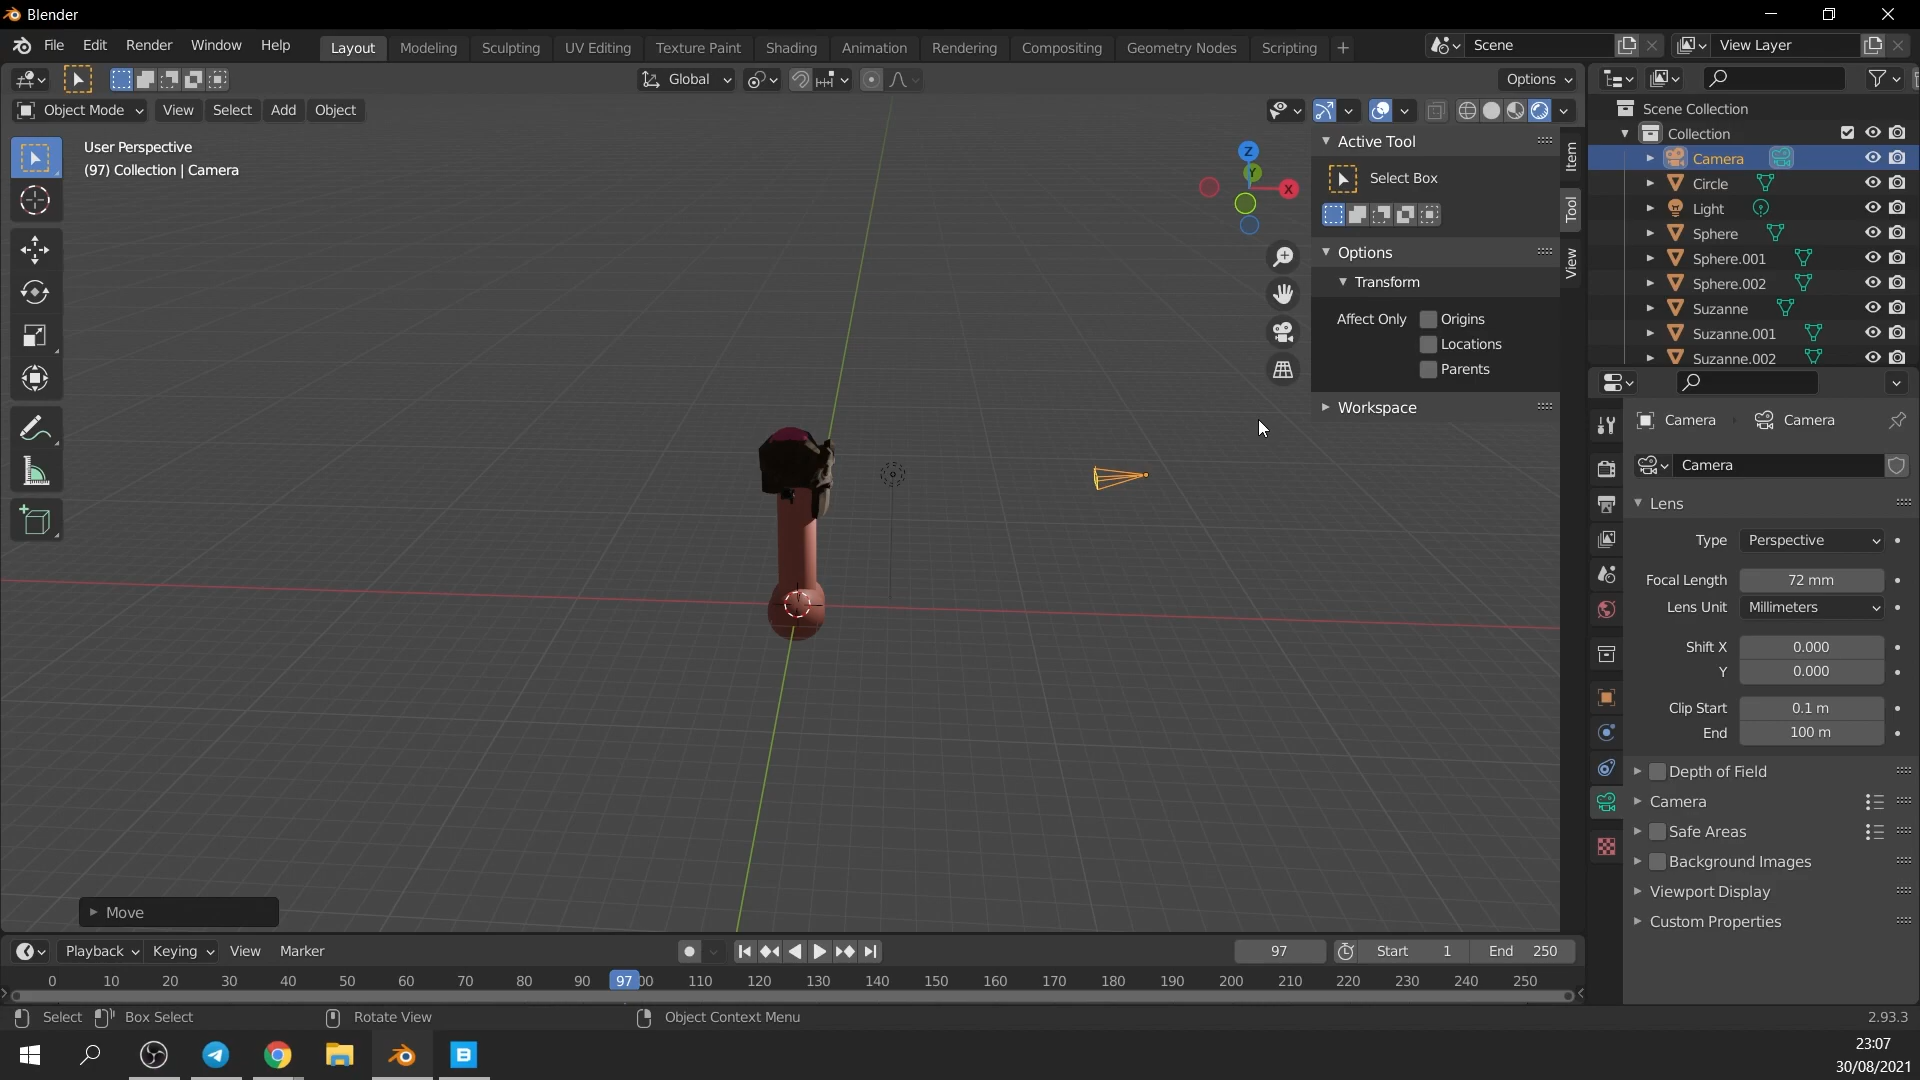 Blender
File Edit Render Window Help Layout Modeling Sculpting UV Editing Texture Paint Shading Animation Rendering Compositing Geometry Nodes Scripting + Scene View Layer
Global Options
Object Mode View Select Add Object
User Perspective
(97) Collection | Camera
Z
Y
X
Active Tool
Select Box
Options
Transform
Affect Only Origins
Locations
Parents
Workspace
Item
Tool
View
Scene Collection
Collection
Camera
Circle
Light
Sphere
Sphere.001
Sphere.002
Suzanne
Suzanne.001
Suzanne.002
Camera Camera
Camera
Lens
Type Perspective
Focal Length 72 mm
Lens Unit Millimeters
Shift X 0.000
Y 0.000
Clip Start 0.1 m
End 100 m
Depth of Field
Camera
Safe Areas
Background Images
Viewport Display
Custom Properties
Move
Playback Keying View Marker 97 Start 1 End 250
0 10 20 30 40 50 60 70 80 90 97 00 110 120 130 140 150 160 170 180 190 200 210 220 230 240 250
Select Box Select Rotate View Object Context Menu 2.93.3
B
23:07
30/08/2021